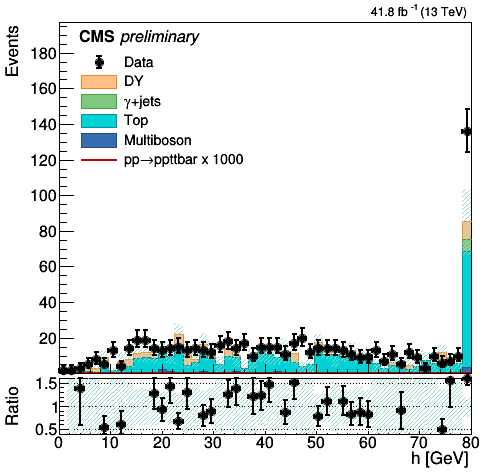 41.8 fb⁻¹ (13 TeV)
Events
CMS preliminary
Data
DY
γ+jets
Top
Multiboson
pp→ppttbar x 1000
180
160
140
120
100
80
60
40
20
Ratio
1.5
1
0.5
0 10 20 30 40 50 60 70 80
h [GeV]